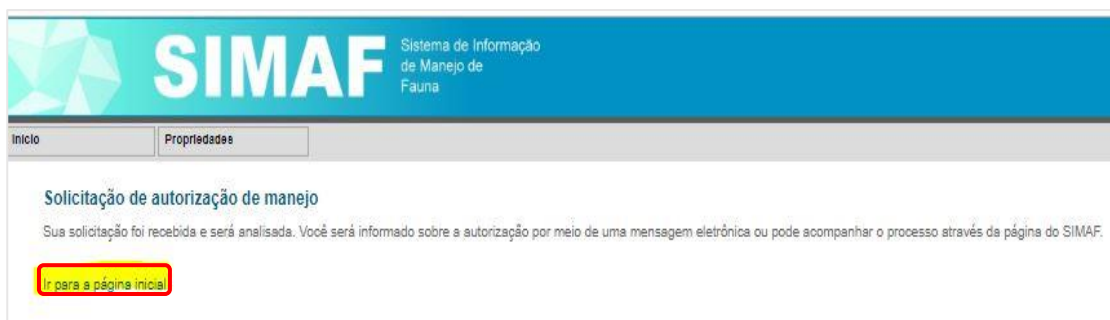 SIMAF
Sistema de Informação
de Manejo de
Fauna
Inicio
Propriedades
Solicitação de autorização de manejo
Sua solicitação foi recebida e será analisada. Você será informado sobre a autorização por meio de uma mensagem eletrônica ou pode acompanhar o processo através da página do SIMAF.
Ir para a página inicial